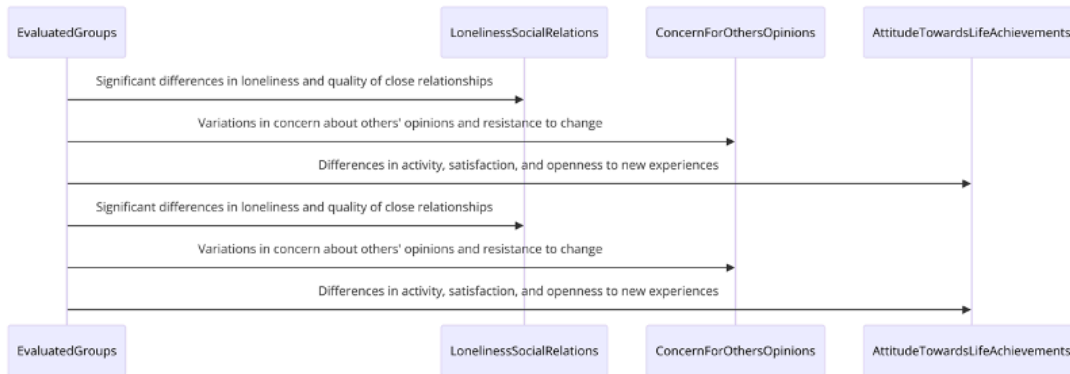 EvaluatedGroups
LonelinessSocialRelations
ConcernForOthersOpinions
AttitudeTowardsLifeAchievements
Significant differences in loneliness and quality of close relationships
Variations in concern about others' opinions and resistance to change
Differences in activity, satisfaction, and openness to new experiences
Significant differences in loneliness and quality of close relationships
Variations in concern about others' opinions and resistance to change
Differences in activity, satisfaction, and openness to new experiences
EvaluatedGroups
LonelinessSocialRelations
ConcernForOthersOpinions
AttitudeTowardsLifeAchievements